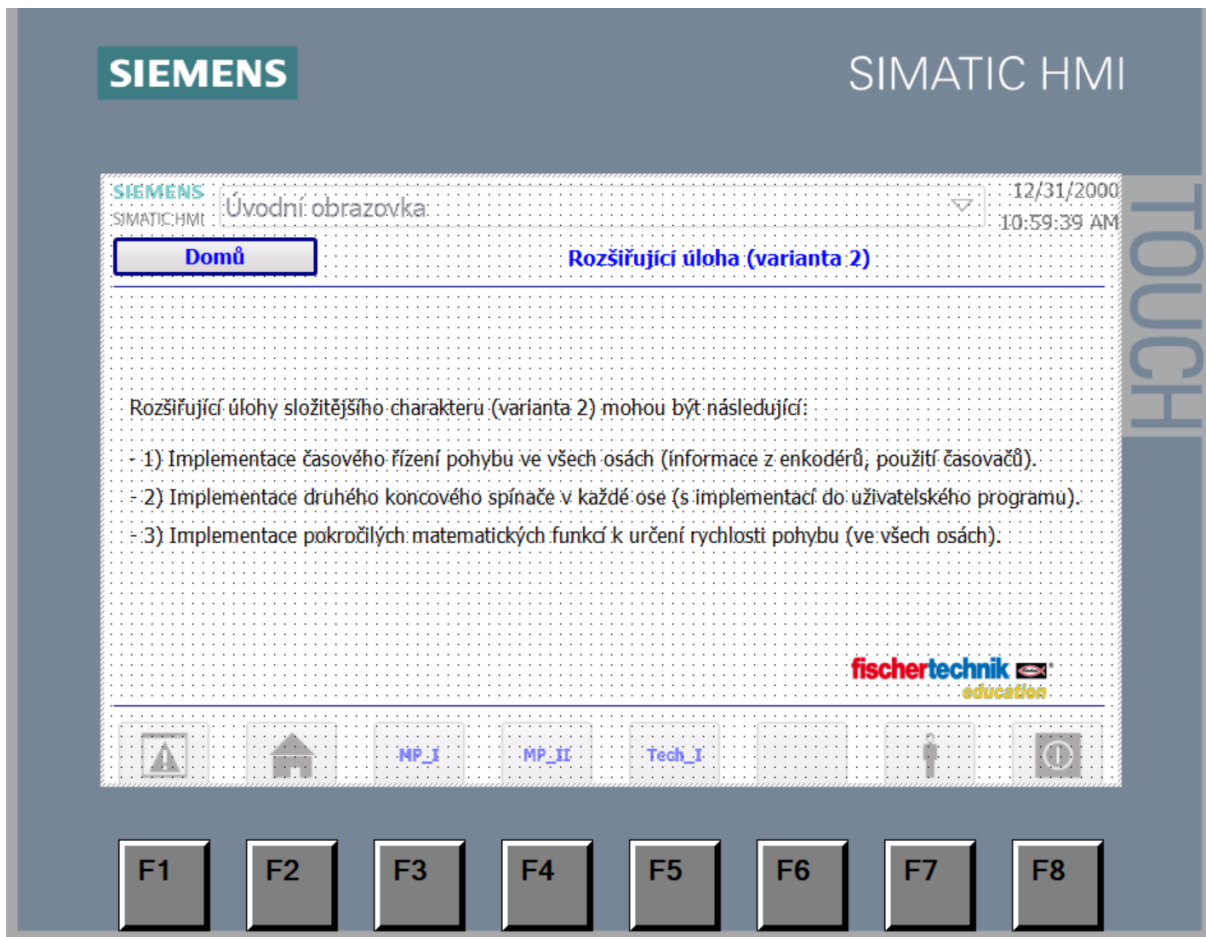 SIEMENS
SIMATIC HMI
TOUCH
SIEMENS
SIMATIC HMI
Úvodní obrazovka
12/31/2000
10:59:39 AM
Domů
Rozšiřující úloha (varianta 2)
Rozšiřující úlohy složitějšího charakteru (varianta 2) mohou být následující:
- 1) Implementace časového řízení pohybu ve všech osách (informace z enkodérů, použití časovačů).
- 2) Implementace druhého koncového spínače v každé ose (s implementací do uživatelského programu).
- 3) Implementace pokročilých matematických funkcí k určení rychlosti pohybu (ve všech osách).
fischertechnik
education
MP_I
MP_II
Tech_I
F1
F2
F3
F4
F5
F6
F7
F8